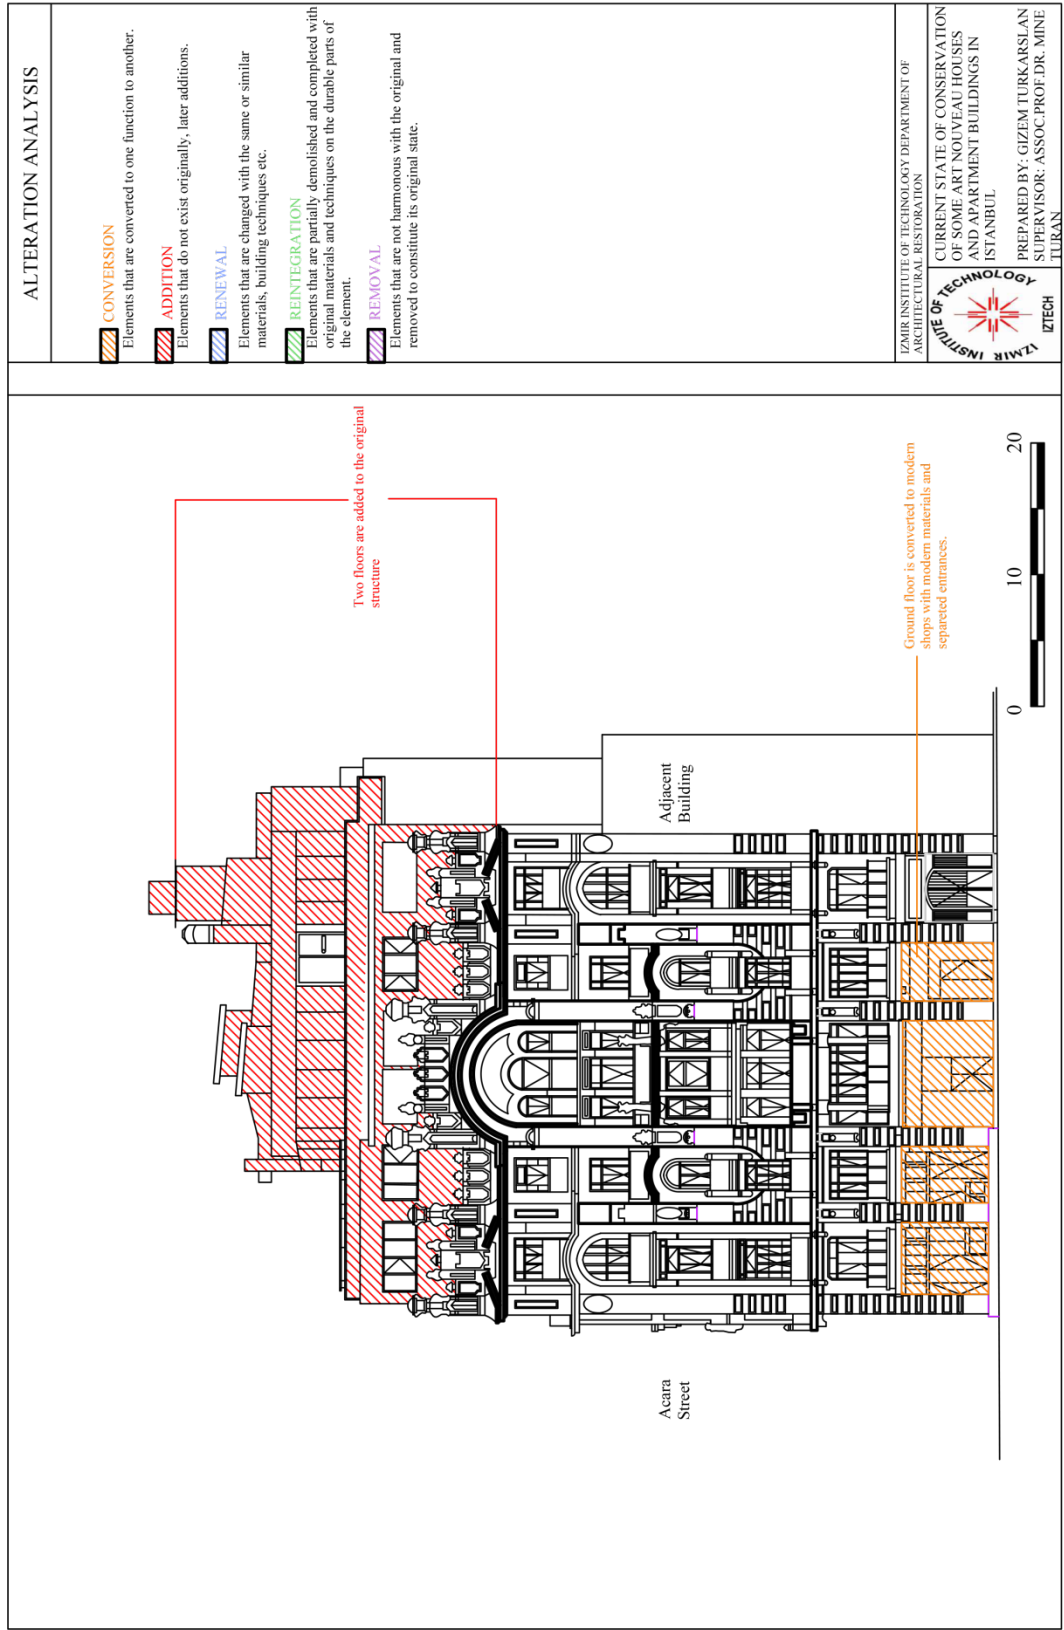 ALTERATION ANALYSIS
CONVERSION
Elements that are converted to one function to another.
ADDITION
Elements that do not exist originally, later additions.
RENEWAL
Elements that are changed with the same or similar
materials, building techniques etc.
REINTEGRATION
Elements that are partially demolished and completed with
original materials and techniques on the durable parts of
the element.
REMOVAL
Elements that are not harmonous with the original and
removed to constitute its original state.
IZMIR INSTITUTE OF TECHNOLOGY DEPARTMENT OF
ARCHITECTURAL RESTORATION
IZMIR INSTITUTE OF TECHNOLOGY
IZTECH
CURRENT STATE OF CONSERVATION
OF SOME ART NOUVEAU HOUSES
AND APARTMENT BUILDINGS IN
ISTANBUL
PREPARED BY: GIZEM TURKARSLAN
SUPERVISOR: ASSOC.PROF.DR. MINE
TURAN
Two floors are added to the original
structure
Acara
Street
Adjacent
Building
Ground floor is converted to modern
shops with modern materials and
separeted entrances.
0 10 20